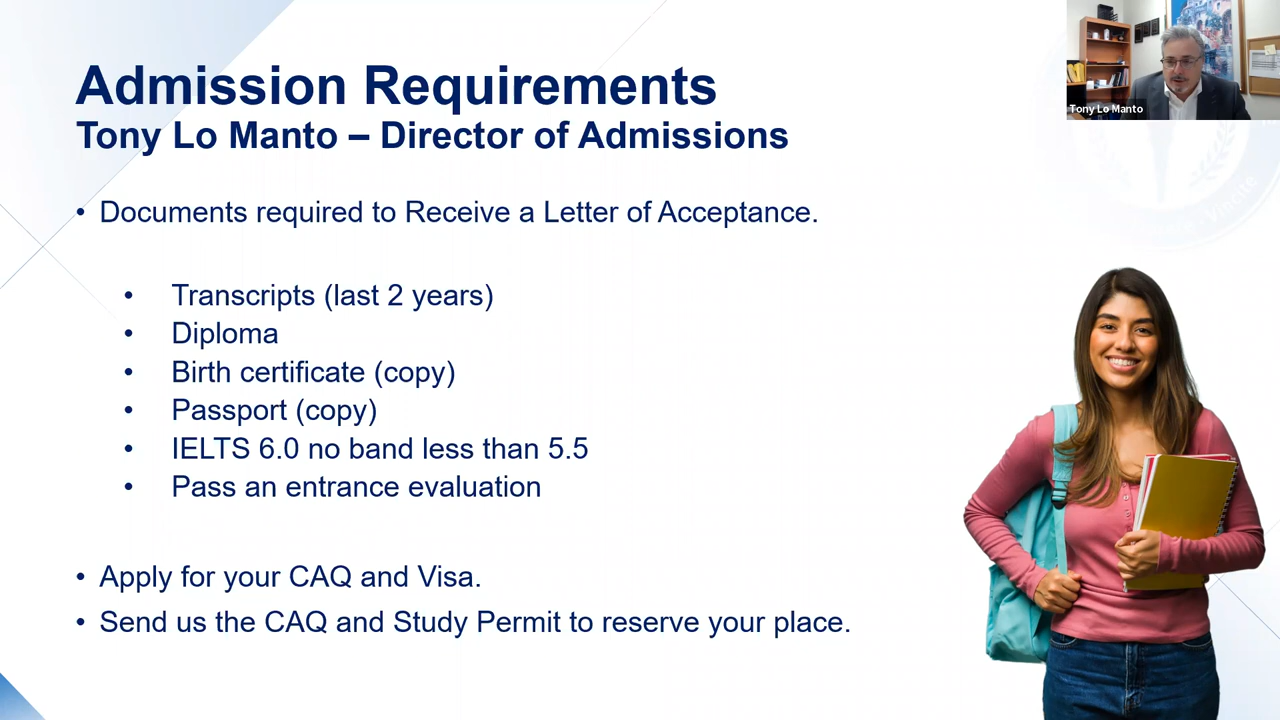 Admission Requirements
Tony Lo Manto – Director of Admissions
Tony Lo Manto
• Documents required to Receive a Letter of Acceptance.
• Transcripts (last 2 years)
• Diploma
• Birth certificate (copy)
• Passport (copy)
• IELTS 6.0 no band less than 5.5
• Pass an entrance evaluation
• Apply for your CAQ and Visa.
• Send us the CAQ and Study Permit to reserve your place.